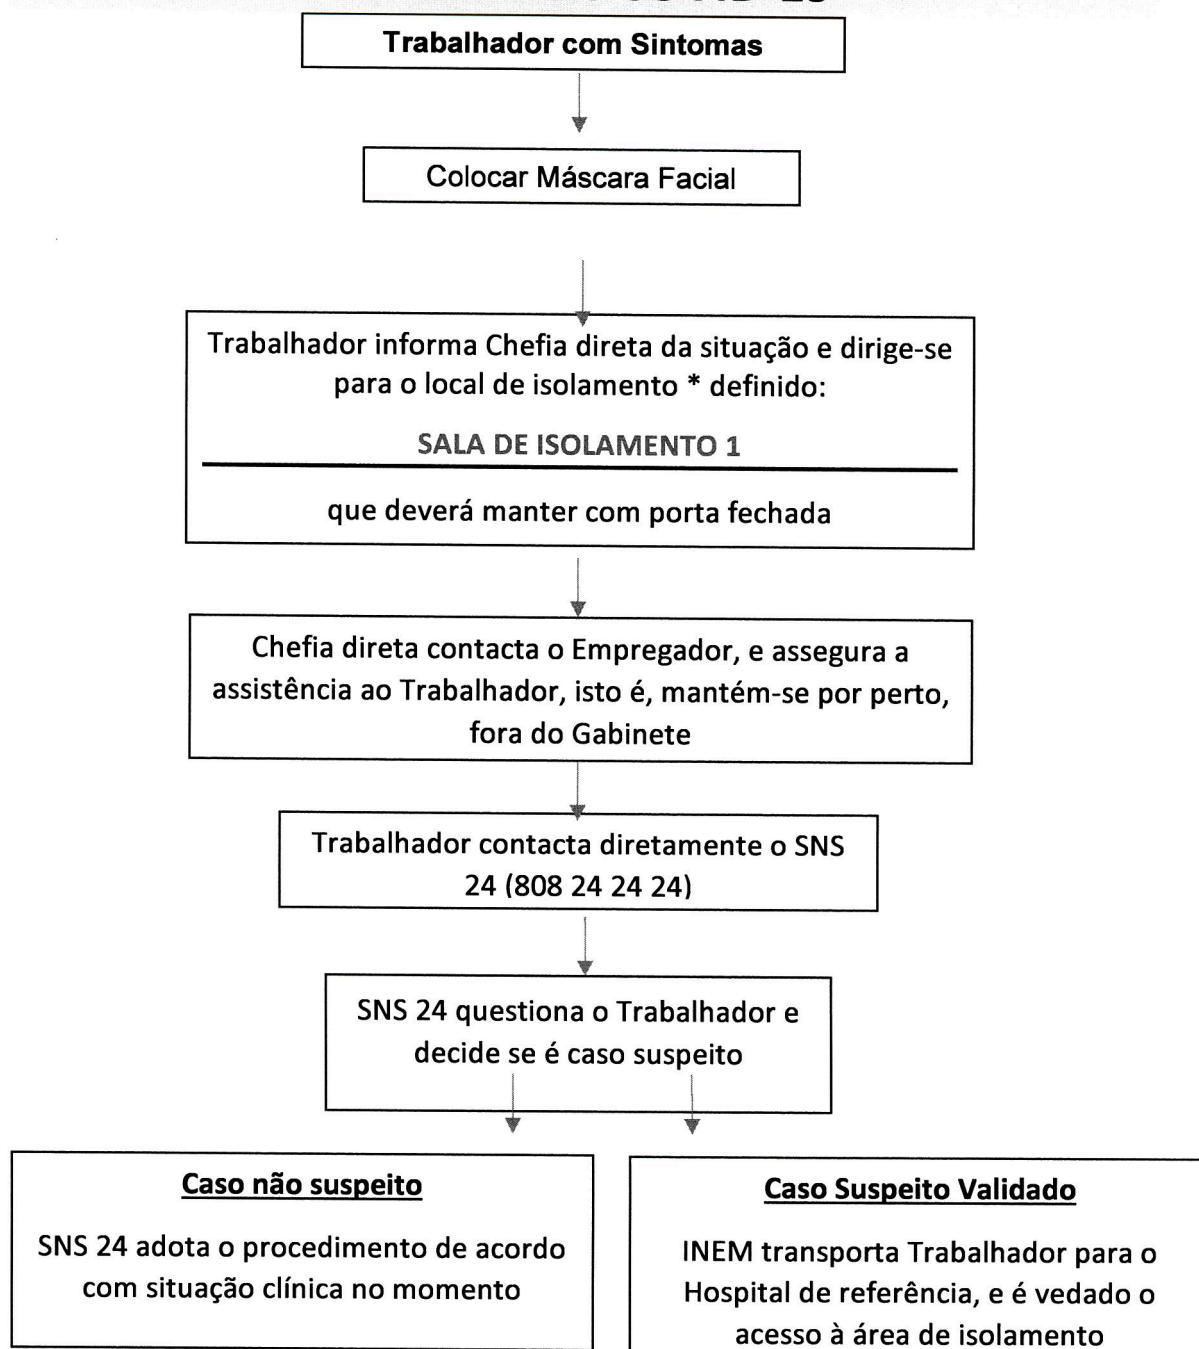 Trabalhador com Sintomas
Colocar Máscara Facial
Trabalhador informa Chefia direta da situação e dirige-se
para o local de isolamento * definido:
SALA DE ISOLAMENTO 1
que deverá manter com porta fechada
Chefia direta contacta o Empregador, e assegura a
assistência ao Trabalhador, isto é, mantém-se por perto,
fora do Gabinete
Trabalhador contacta diretamente o SNS
24 (808 24 24 24)
SNS 24 questiona o Trabalhador e
decide se é caso suspeito
Caso não suspeito
SNS 24 adota o procedimento de acordo
com situação clínica no momento
Caso Suspeito Validado
INEM transporta Trabalhador para o
Hospital de referência, e é vedado o
acesso à área de isolamento